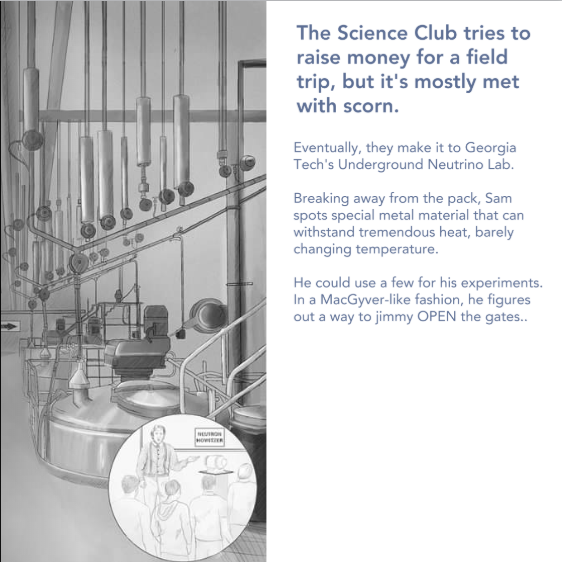 The Science Club tries to
raise money for a field
trip, but it's mostly met
with scorn.
Eventually, they make it to Georgia
Tech's Underground Neutrino Lab.
Breaking away from the pack, Sam
spots special metal material that can
withstand tremendous heat, barely
changing temperature.
He could use a few for his experiments.
In a MacGyver-like fashion, he figures
out a way to jimmy OPEN the gates..
NEUTRON